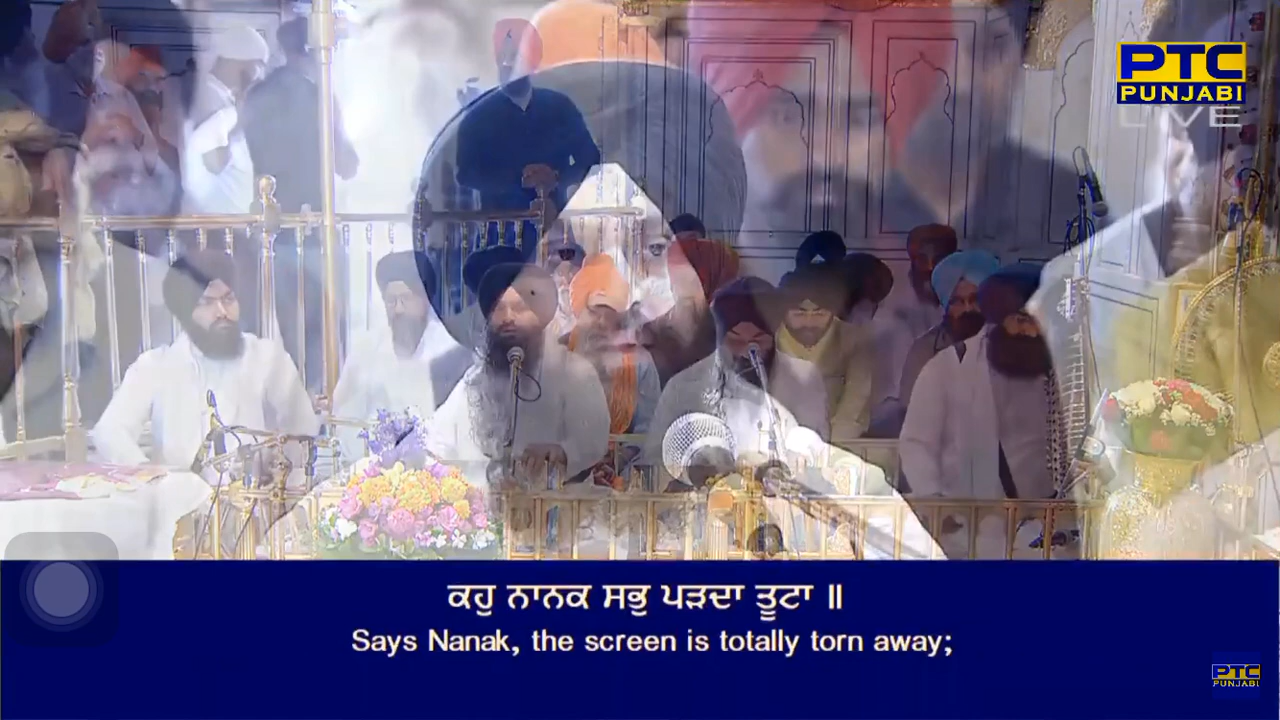 PTC
PUNJABI
LIVE
ਕਹੁ ਨਾਨਕ ਸਭੁ ਪੜਦਾ ਤੂਟਾ ॥
Says Nanak, the screen is totally torn away;
PTC
PUNJABI